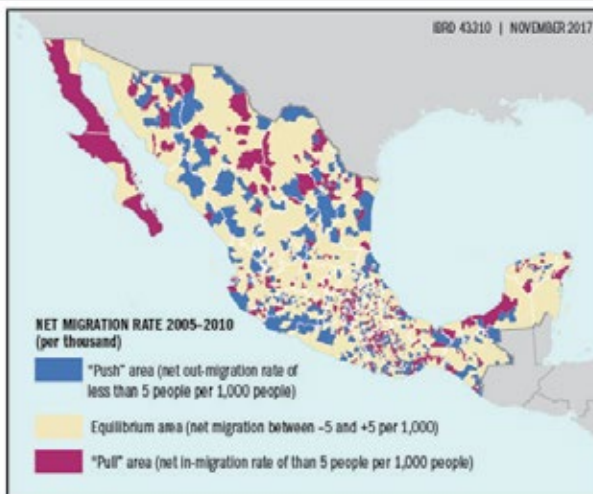 IBRD 43310 | NOVEMBER 2017
NET MIGRATION RATE 2005–2010
(per thousand)
"Push" area (net out-migration rate of
less than 5 people per 1,000 people)
Equilibrium area (net migration between –5 and +5 per 1,000)
"Pull" area (net in-migration rate of than 5 people per 1,000 people)